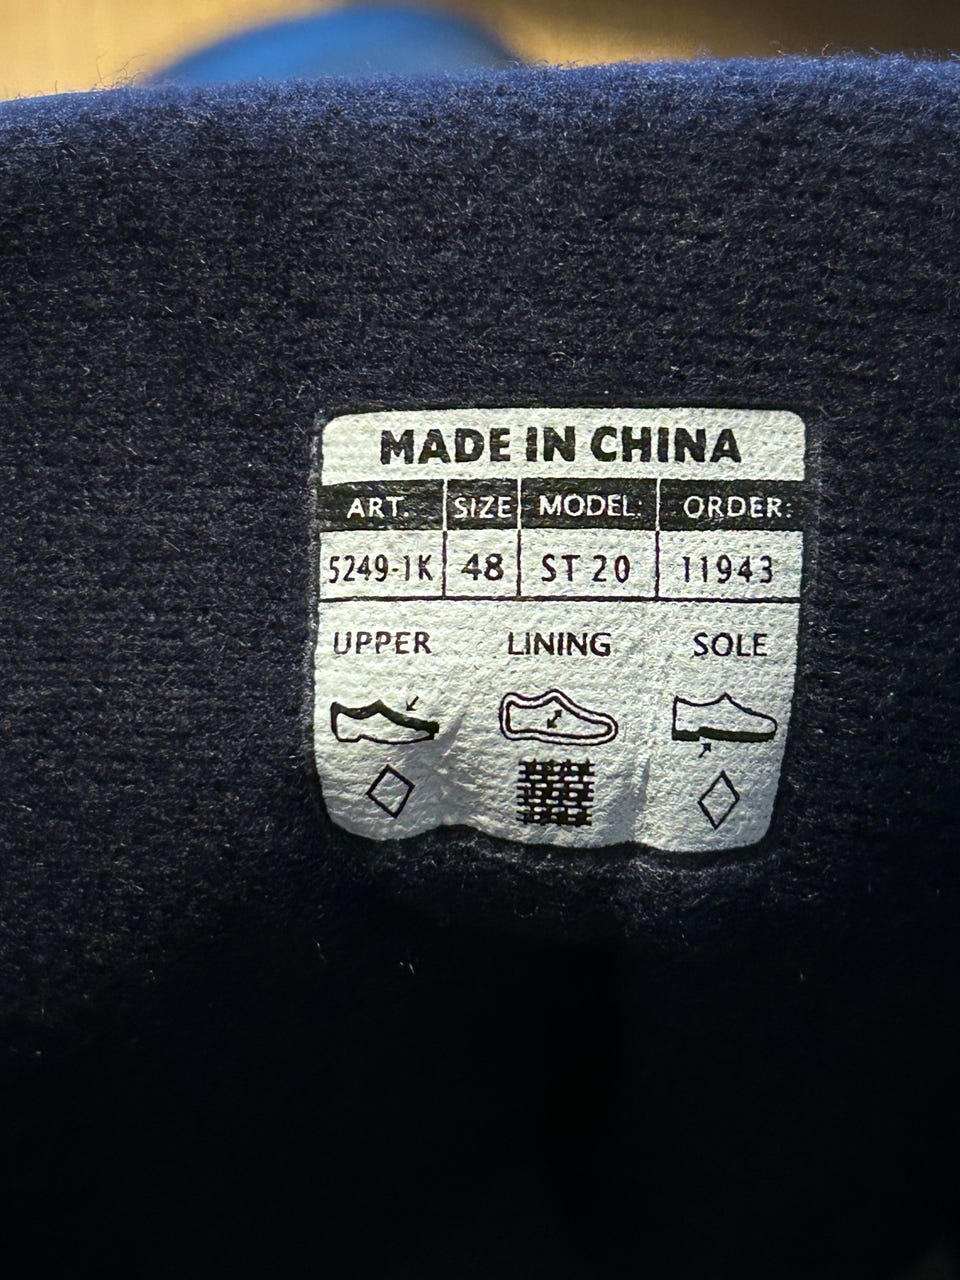 MADE IN CHINA
ART. SIZE MODEL: ORDER:
5249-1K 48 ST 20 11943
UPPER LINING SOLE